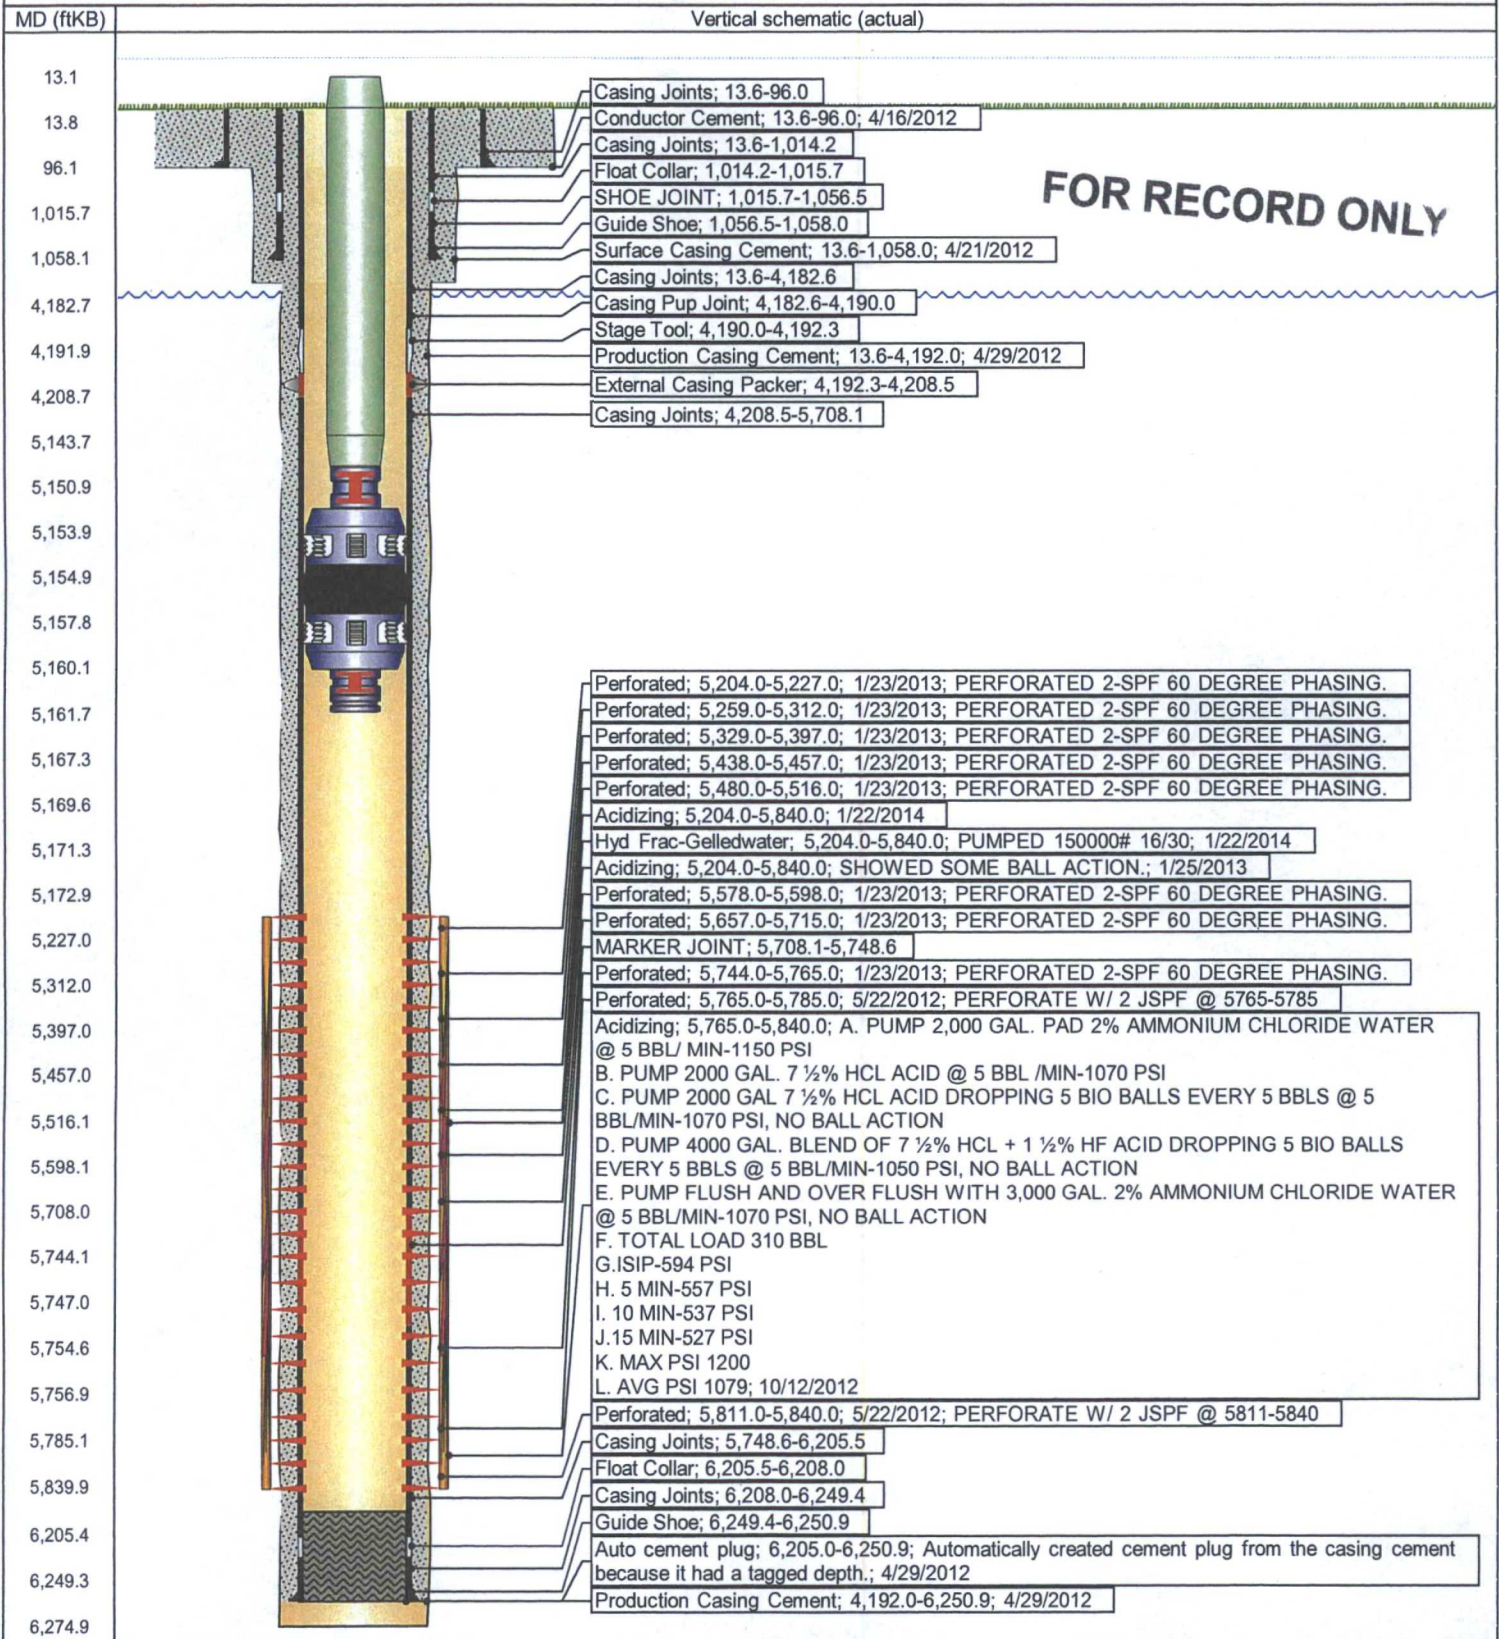 MD (ftKB)
Vertical schematic (actual)
13.1
13.8
96.1
1,015.7
1,058.1
4,182.7
4,191.9
4,208.7
5,143.7
5,150.9
5,153.9
5,154.9
5,157.8
5,160.1
5,161.7
5,167.3
5,169.6
5,171.3
5,172.9
5,227.0
5,312.0
5,397.0
5,457.0
5,516.1
5,598.1
5,708.0
5,744.1
5,747.0
5,754.6
5,756.9
5,785.1
5,839.9
6,205.4
6,249.3
6,274.9
Casing Joints; 13.6-96.0
Conductor Cement; 13.6-96.0; 4/16/2012
Casing Joints; 13.6-1,014.2
Float Collar; 1,014.2-1,015.7
SHOE JOINT; 1,015.7-1,056.5
Guide Shoe; 1,056.5-1,058.0
Surface Casing Cement; 13.6-1,058.0; 4/21/2012
Casing Joints; 13.6-4,182.6
Casing Pup Joint; 4,182.6-4,190.0
Stage Tool; 4,190.0-4,192.3
Production Casing Cement; 13.6-4,192.0; 4/29/2012
External Casing Packer; 4,192.3-4,208.5
Casing Joints; 4,208.5-5,708.1
FOR RECORD ONLY
Perforated; 5,204.0-5,227.0; 1/23/2013; PERFORATED 2-SPF 60 DEGREE PHASING.
Perforated; 5,259.0-5,312.0; 1/23/2013; PERFORATED 2-SPF 60 DEGREE PHASING.
Perforated; 5,329.0-5,397.0; 1/23/2013; PERFORATED 2-SPF 60 DEGREE PHASING.
Perforated; 5,438.0-5,457.0; 1/23/2013; PERFORATED 2-SPF 60 DEGREE PHASING.
Perforated; 5,480.0-5,516.0; 1/23/2013; PERFORATED 2-SPF 60 DEGREE PHASING.
Acidizing; 5,204.0-5,840.0; 1/22/2014
Hyd Frac-Gelledwater; 5,204.0-5,840.0; PUMPED 150000# 16/30; 1/22/2014
Acidizing; 5,204.0-5,840.0; SHOWED SOME BALL ACTION.; 1/25/2013
Perforated; 5,578.0-5,598.0; 1/23/2013; PERFORATED 2-SPF 60 DEGREE PHASING.
Perforated; 5,657.0-5,715.0; 1/23/2013; PERFORATED 2-SPF 60 DEGREE PHASING.
MARKER JOINT; 5,708.1-5,748.6
Perforated; 5,744.0-5,765.0; 1/23/2013; PERFORATED 2-SPF 60 DEGREE PHASING.
Perforated; 5,765.0-5,785.0; 5/22/2012; PERFORATE W/ 2 JSPF @ 5765-5785
Acidizing; 5,765.0-5,840.0; A. PUMP 2,000 GAL. PAD 2% AMMONIUM CHLORIDE WATER
@ 5 BBL/ MIN-1150 PSI
B. PUMP 2000 GAL. 7 ½% HCL ACID @ 5 BBL /MIN-1070 PSI
C. PUMP 2000 GAL 7 ½% HCL ACID DROPPING 5 BIO BALLS EVERY 5 BBLS @ 5
BBL/MIN-1070 PSI, NO BALL ACTION
D. PUMP 4000 GAL. BLEND OF 7 ½% HCL + 1 ½% HF ACID DROPPING 5 BIO BALLS
EVERY 5 BBLS @ 5 BBL/MIN-1050 PSI, NO BALL ACTION
E. PUMP FLUSH AND OVER FLUSH WITH 3,000 GAL. 2% AMMONIUM CHLORIDE WATER
@ 5 BBL/MIN-1070 PSI, NO BALL ACTION
F. TOTAL LOAD 310 BBL
G.ISIP-594 PSI
H. 5 MIN-557 PSI
I. 10 MIN-537 PSI
J.15 MIN-527 PSI
K. MAX PSI 1200
L. AVG PSI 1079; 10/12/2012
Perforated; 5,811.0-5,840.0; 5/22/2012; PERFORATE W/ 2 JSPF @ 5811-5840
Casing Joints; 5,748.6-6,205.5
Float Collar; 6,205.5-6,208.0
Casing Joints; 6,208.0-6,249.4
Guide Shoe; 6,249.4-6,250.9
Auto cement plug; 6,205.0-6,250.9; Automatically created cement plug from the casing cement
because it had a tagged depth.; 4/29/2012
Production Casing Cement; 4,192.0-6,250.9; 4/29/2012